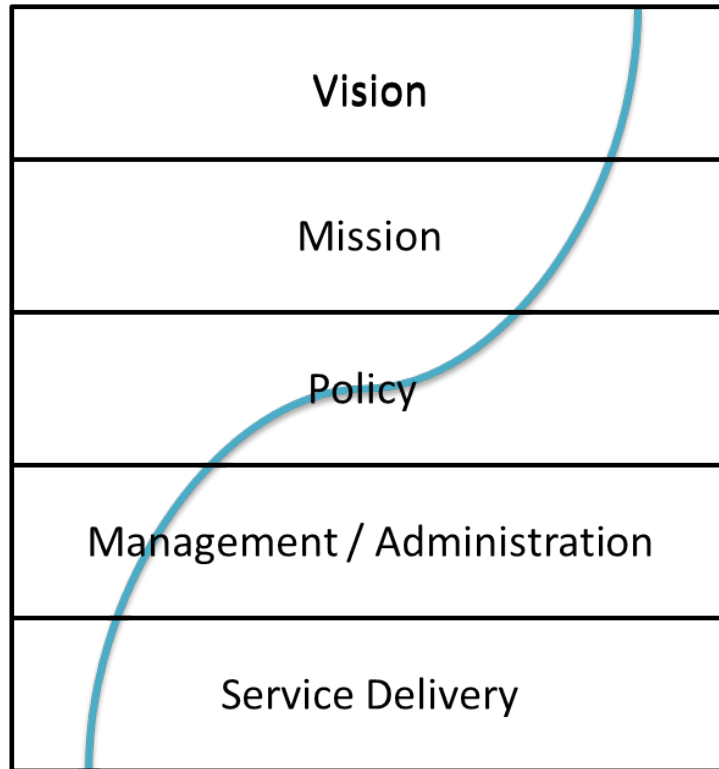 Vision
Mission
Policy
Management / Administration
Service Delivery